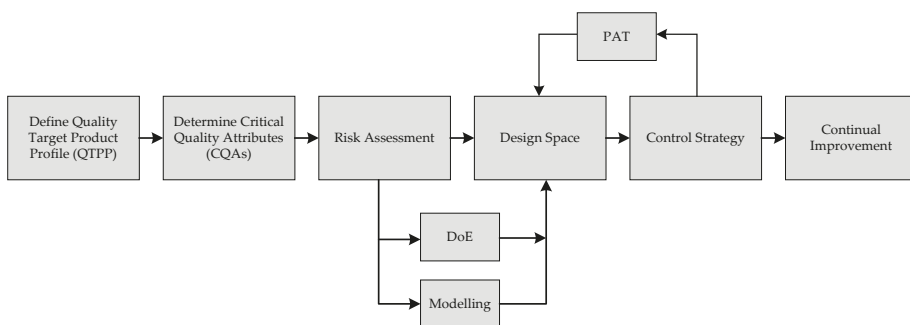 PAT
Define Quality
Target Product
Profile (QTPP)
Determine Critical
Quality Attributes
(CQAs)
Risk Assessment
Design Space
Control Strategy
Continual
Improvement
DoE
Modelling